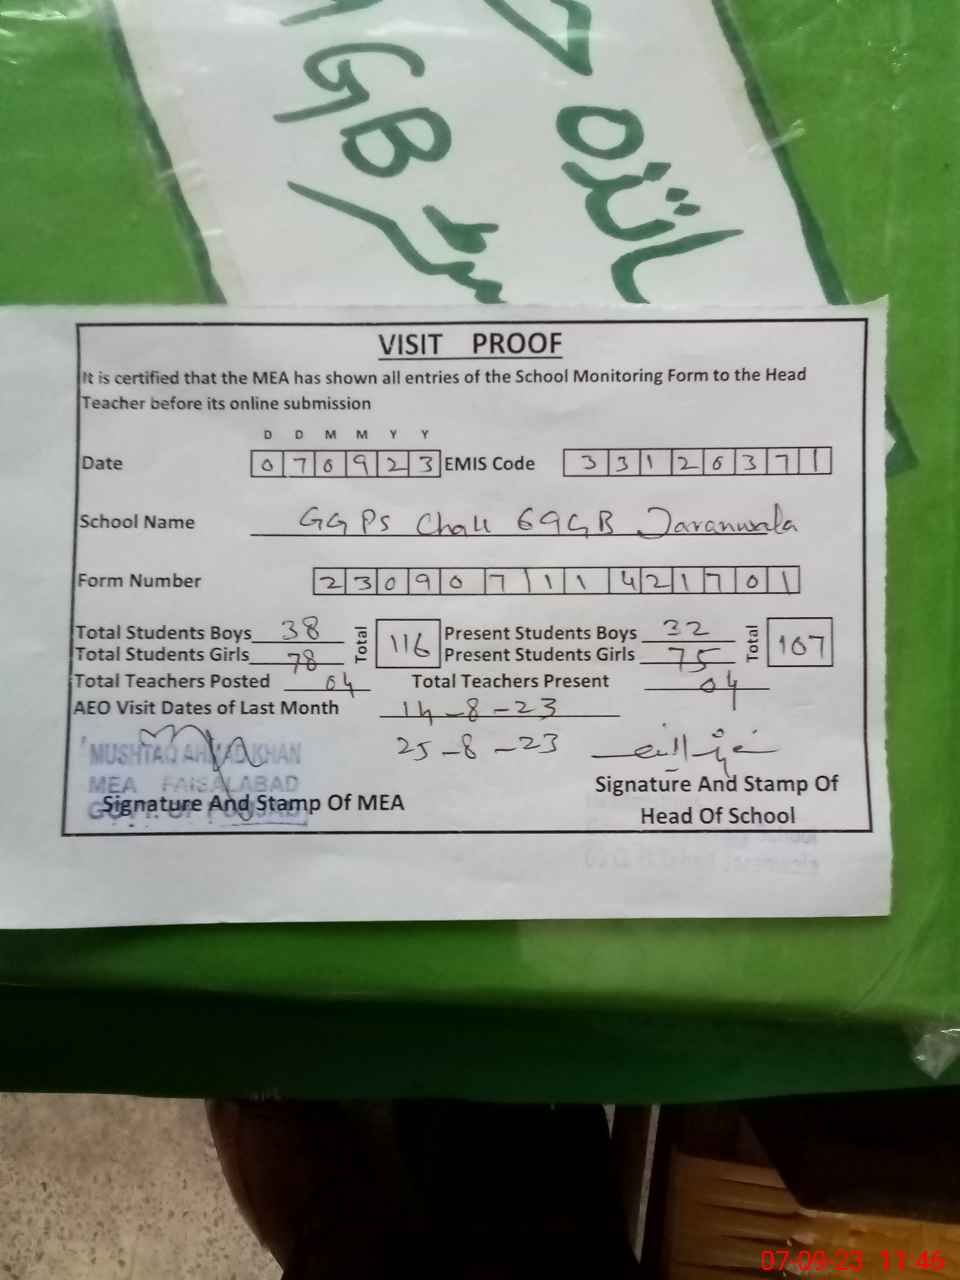 GB
اتذہ
VISIT PROOF
It is certified that the MEA has shown all entries of the School Monitoring Form to the Head
Teacher before its online submission
D D M M Y Y
Date 0 7 0 9 2 3 EMIS Code 3 3 1 2 6 3 7 1
School Name GGPS Chak 69GB Jaranwala
Form Number 2 3 0 9 0 7 1 1 1 4 2 1 7 0 1
Total Students Boys 38 Total 116 Present Students Boys 32 Total 107
Total Students Girls 78 Present Students Girls 75
Total Teachers Posted 04 Total Teachers Present 04
AEO Visit Dates of Last Month 14-8-23
25-8-23
MUSHTAQ AHMAD KHAN
MEA FAISALABAD
GOVT. OF PUNJAB
Signature And Stamp Of MEA
Signature And Stamp Of
Head Of School
07-09-23 11:46